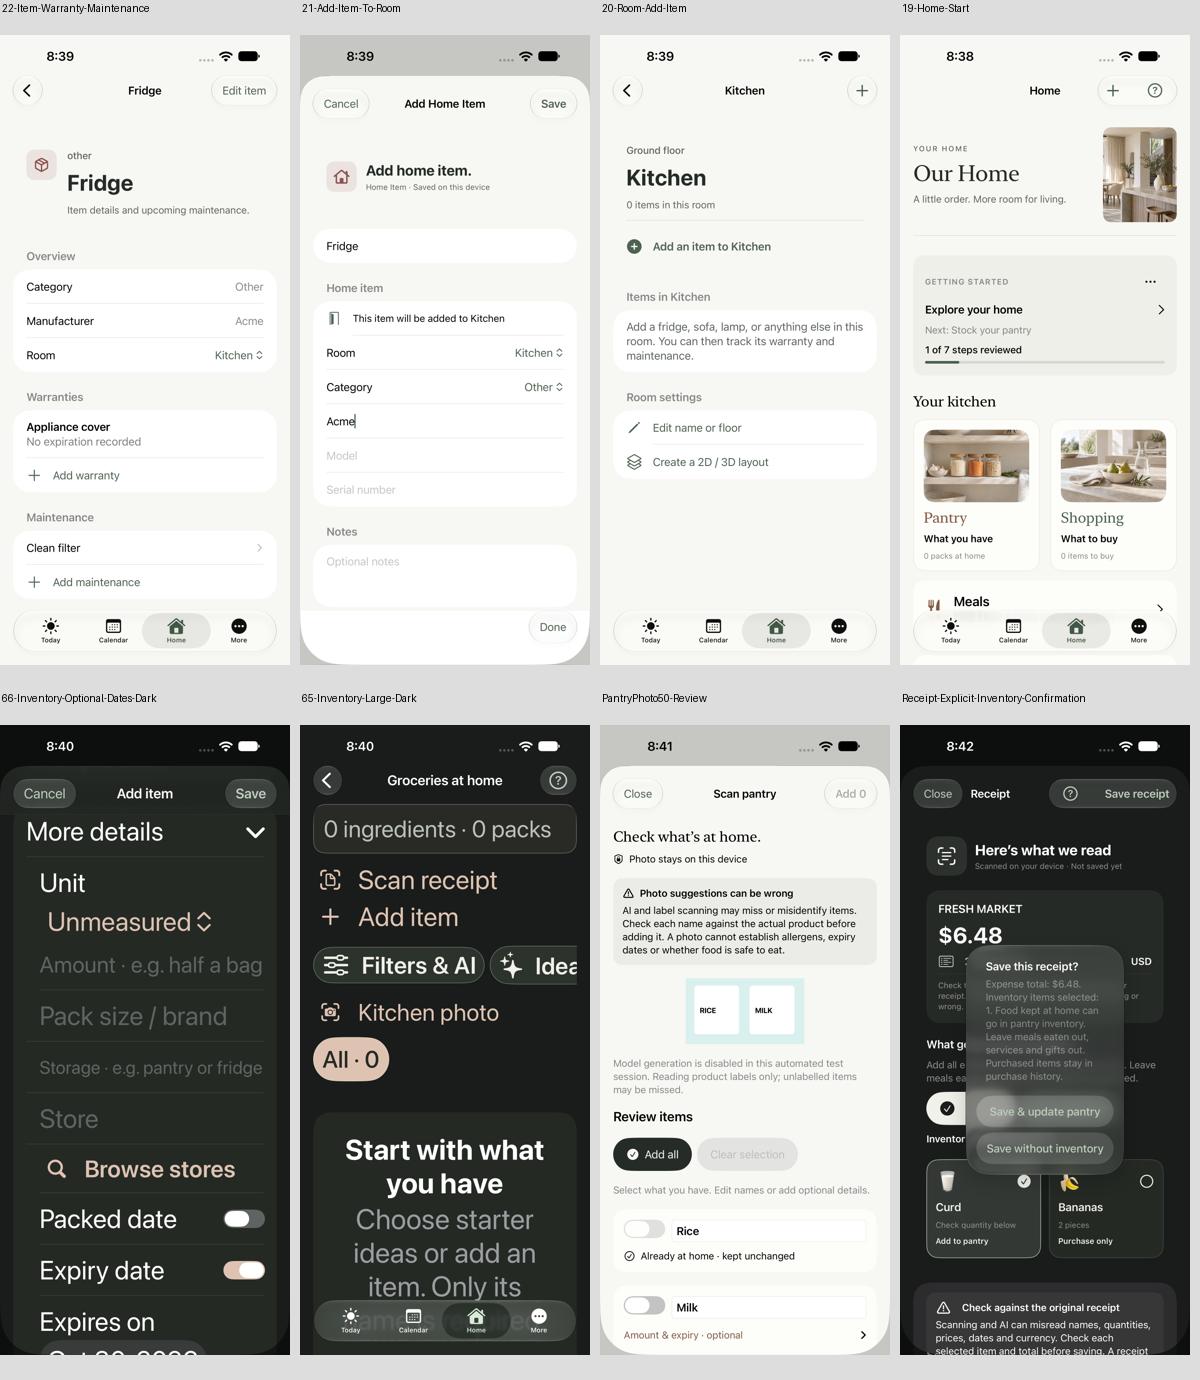 22-Item-Warranty-Maintenance
8:39
Fridge
Edit item
other
Fridge
Item details and upcoming maintenance.
Overview
Category
Other
Manufacturer
Acme
Room
Kitchen
Warranties
Appliance cover
No expiration recorded
Add warranty
Maintenance
Clean filter
Add maintenance
Today
Calendar
Home
More
21-Add-Item-To-Room
8:39
Cancel
Add Home Item
Save
Add home item.
Home Item · Saved on this device
Fridge
Home item
This item will be added to Kitchen
Room
Kitchen
Category
Other
Acme
Model
Serial number
Notes
Optional notes
Done
20-Room-Add-Item
8:39
Kitchen
Ground floor
Kitchen
0 items in this room
Add an item to Kitchen
Items in Kitchen
Add a fridge, sofa, lamp, or anything else in this
room. You can then track its warranty and
maintenance.
Room settings
Edit name or floor
Create a 2D / 3D layout
Today
Calendar
Home
More
19-Home-Start
8:38
Home
YOUR HOME
Our Home
A little order. More room for living.
GETTING STARTED
Explore your home
Next: Stock your pantry
1 of 7 steps reviewed
Your kitchen
Pantry
What you have
0 packs at home
Shopping
What to buy
0 items to buy
Meals
Today
Calendar
Home
More
66-Inventory-Optional-Dates-Dark
8:40
Cancel
Add item
Save
More details
Unit
Unmeasured
Amount · e.g. half a bag
Pack size / brand
Storage · e.g. pantry or fridge
Store
Browse stores
Packed date
Expiry date
Expires on
65-Inventory-Large-Dark
8:40
Groceries at home
0 ingredients · 0 packs
Scan receipt
Add item
Filters & AI
Kitchen photo
All · 0
Start with what
you have
Choose starter
ideas or add an
item. Only its
Today
Calendar
Home
More
PantryPhoto50-Review
8:41
Close
Scan pantry
Add 0
Check what's at home.
Photo stays on this device
Photo suggestions can be wrong
AI and label scanning may miss or misidentify items.
Check each name against the actual product before
adding it. A photo cannot establish allergens, expiry
dates or whether food is safe to eat.
RICE
MILK
Model generation is disabled in this automated test
session. Reading product labels only; unlabelled items
may be missed.
Review items
Add all
Clear selection
Select what you have. Edit names or add optional details.
Rice
Already at home · kept unchanged
Milk
Amount & expiry · optional
Receipt-Explicit-Inventory-Confirmation
8:42
Close
Receipt
Save receipt
Here's what we read
Scanned on your device · Not saved yet
FRESH MARKET
$6.48
USD
Save this receipt?
Expense total: $6.48.
Inventory items selected:
1. Food kept at home can
go in pantry inventory.
Leave meals eaten out,
services and gifts out.
Purchased items stay in
purchase history.
Save & update pantry
Save without inventory
Curd
Check quantity below
Add to pantry
Bananas
2 pieces
Purchase only
Check against the original receipt
Scanning and AI can misread names, quantities,
prices, dates and currency. Check each
selected item and total before saving. A receipt